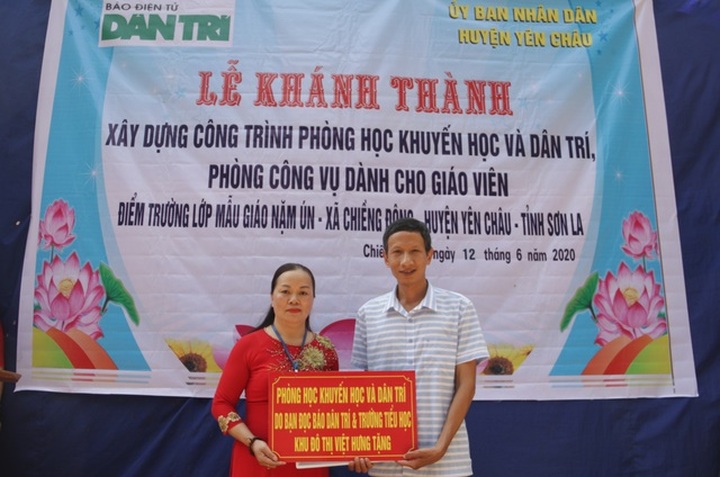 BÁO ĐIỆN TỬ
DÂN TRÍ
ỦY BAN NHÂN DÂN
HUYỆN YÊN CHÂU
LỄ KHÁNH THÀNH
XÂY DỰNG CÔNG TRÌNH PHÒNG HỌC KHUYẾN HỌC VÀ DÂN TRÍ,
PHÒNG CÔNG VỤ DÀNH CHO GIÁO VIÊN
ĐIỂM TRƯỜNG LỚP MẪU GIÁO NẶM ÚN - XÃ CHIỀNG ĐÔNG - HUYỆN YÊN CHÂU - TỈNH SƠN LA
12 tháng 6 năm 2020
PHÒNG HỌC KHUYẾN HỌC VÀ DÂN TRÍ
DO BẠN ĐỌC BÁO DÂN TRÍ & TRƯỜNG TIỂU HỌC
KHU ĐÔ THỊ VIỆT HƯNG TẶNG